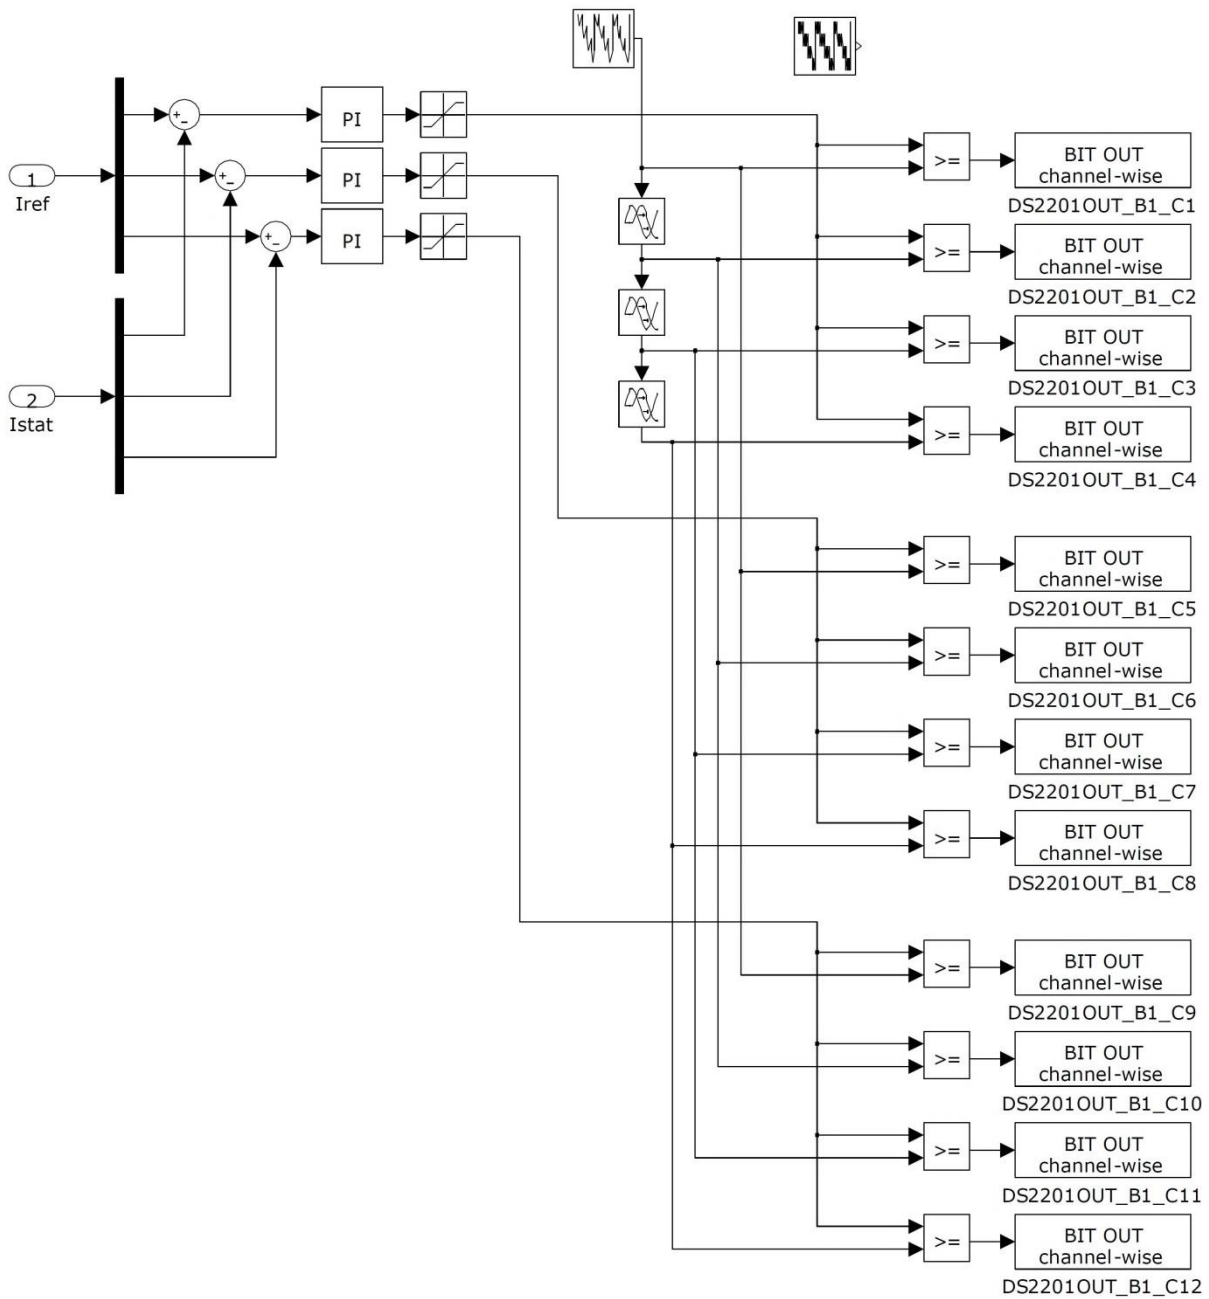 1
Iref
2
Istat
+
-
+
-
+
-
PI
PI
PI
>=
BIT OUT
channel-wise
DS2201OUT_B1_C1
>=
BIT OUT
channel-wise
DS2201OUT_B1_C2
>=
BIT OUT
channel-wise
DS2201OUT_B1_C3
>=
BIT OUT
channel-wise
DS2201OUT_B1_C4
>=
BIT OUT
channel-wise
DS2201OUT_B1_C5
>=
BIT OUT
channel-wise
DS2201OUT_B1_C6
>=
BIT OUT
channel-wise
DS2201OUT_B1_C7
>=
BIT OUT
channel-wise
DS2201OUT_B1_C8
>=
BIT OUT
channel-wise
DS2201OUT_B1_C9
>=
BIT OUT
channel-wise
DS2201OUT_B1_C10
>=
BIT OUT
channel-wise
DS2201OUT_B1_C11
>=
BIT OUT
channel-wise
DS2201OUT_B1_C12